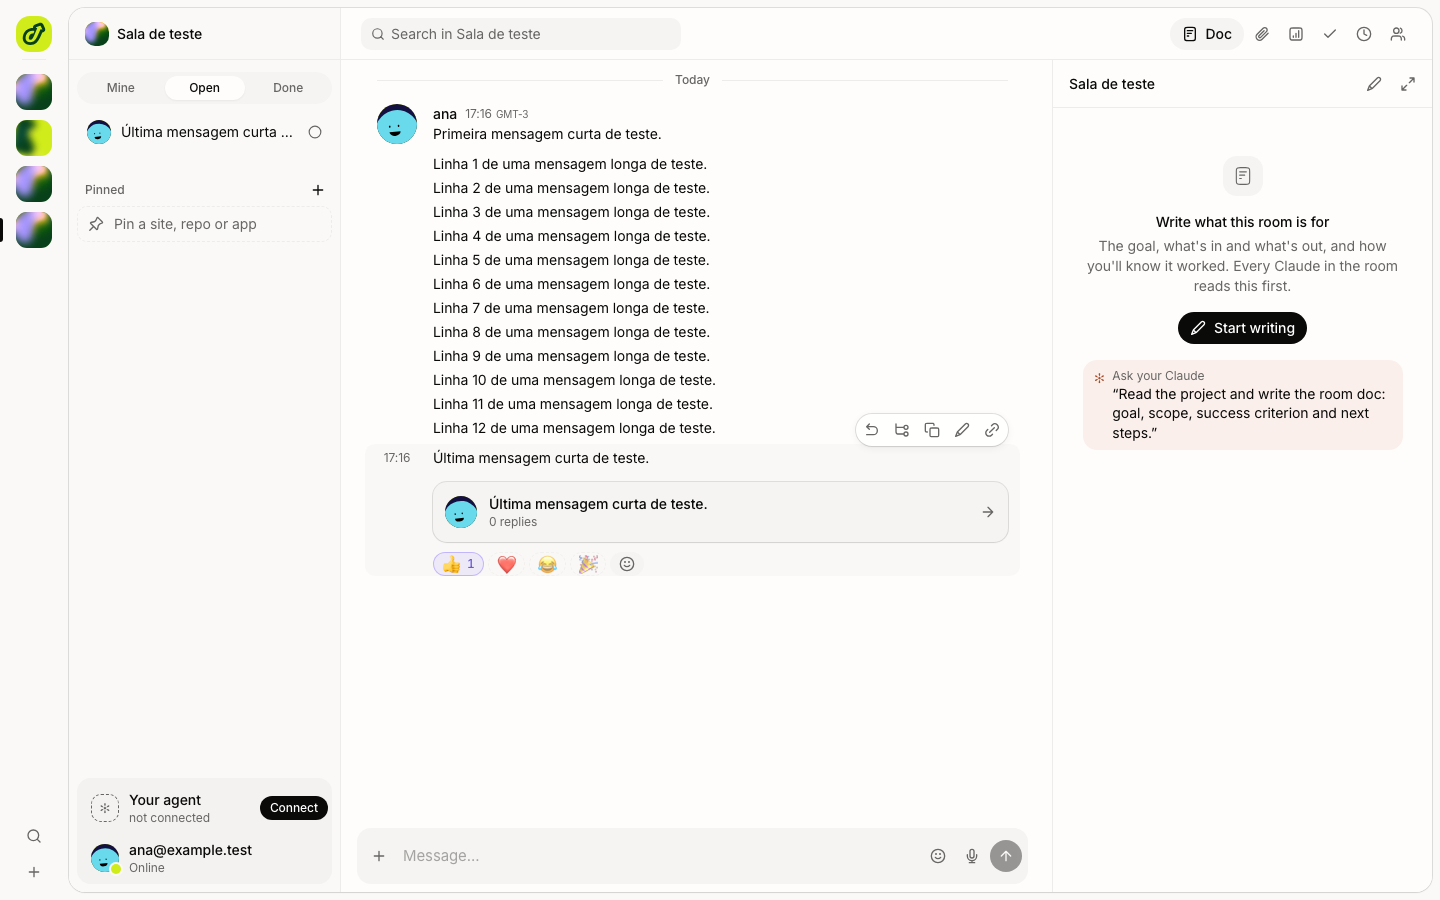 Sala de teste
Search in Sala de teste
Doc
Mine
Open
Done
Última mensagem curta ...
Pinned
Pin a site, repo or app
Today
ana 17:16 GMT-3
Primeira mensagem curta de teste.
Linha 1 de uma mensagem longa de teste.
Linha 2 de uma mensagem longa de teste.
Linha 3 de uma mensagem longa de teste.
Linha 4 de uma mensagem longa de teste.
Linha 5 de uma mensagem longa de teste.
Linha 6 de uma mensagem longa de teste.
Linha 7 de uma mensagem longa de teste.
Linha 8 de uma mensagem longa de teste.
Linha 9 de uma mensagem longa de teste.
Linha 10 de uma mensagem longa de teste.
Linha 11 de uma mensagem longa de teste.
Linha 12 de uma mensagem longa de teste.
17:16 Última mensagem curta de teste.
Última mensagem curta de teste.
0 replies
1
Message...
Sala de teste
Write what this room is for
The goal, what's in and what's out, and how
you'll know it worked. Every Claude in the room
reads this first.
Start writing
Ask your Claude
“Read the project and write the room doc:
goal, scope, success criterion and next
steps.”
Your agent
not connected
Connect
ana@example.test
Online